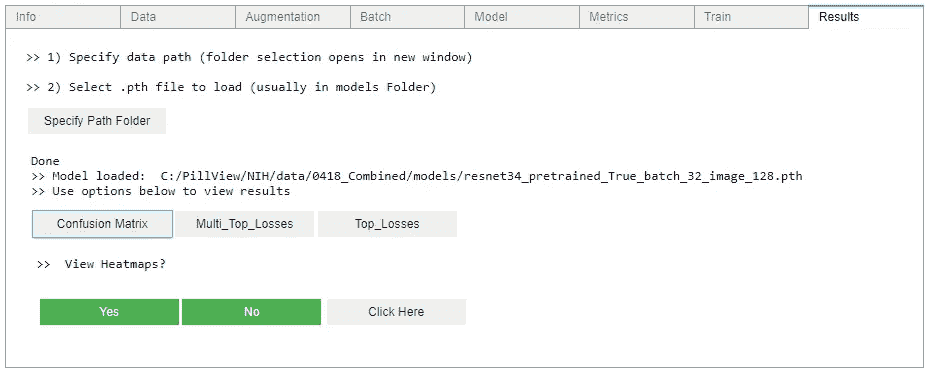 Info Data Augmentation Batch Model Metrics Train Results
>> 1) Specify data path (folder selection opens in new window)
>> 2) Select .pth file to load (usually in models Folder)
Specify Path Folder
Done
>> Model loaded:  C:/PillView/NIH/data/0418_Combined/models/resnet34_pretrained_True_batch_32_image_128.pth
>> Use options below to view results
Confusion Matrix Multi_Top_Losses Top_Losses
>>  View Heatmaps?
Yes No Click Here